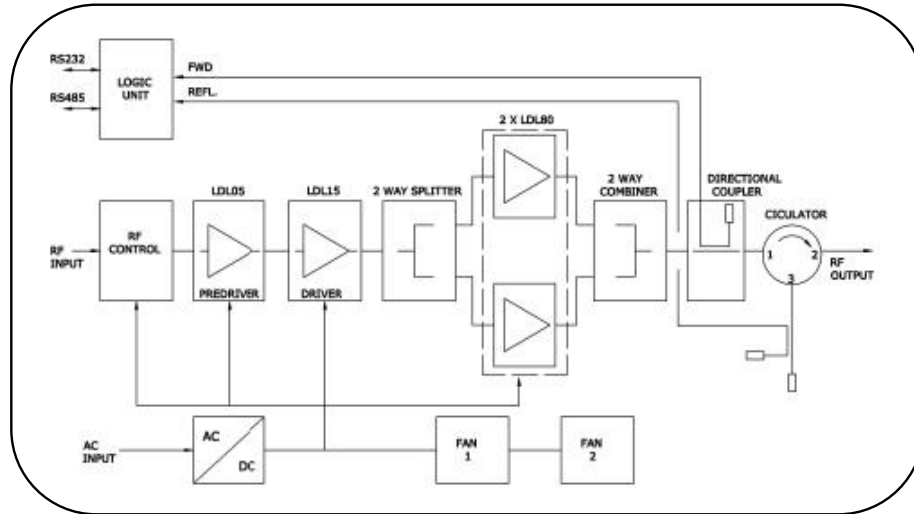 RS232
RS485
LOGIC
UNIT
FWD
REFL.
2 X LDL80
LDL05
LDL15
2 WAY SPLITTER
2 WAY
COMBINER
DIRECTIONAL
COUPLER
CICULATOR
RF
INPUT
RF
CONTROL
PREDRIVER
DRIVER
1
2
3
RF
OUTPUT
AC
INPUT
AC
DC
FAN
1
FAN
2